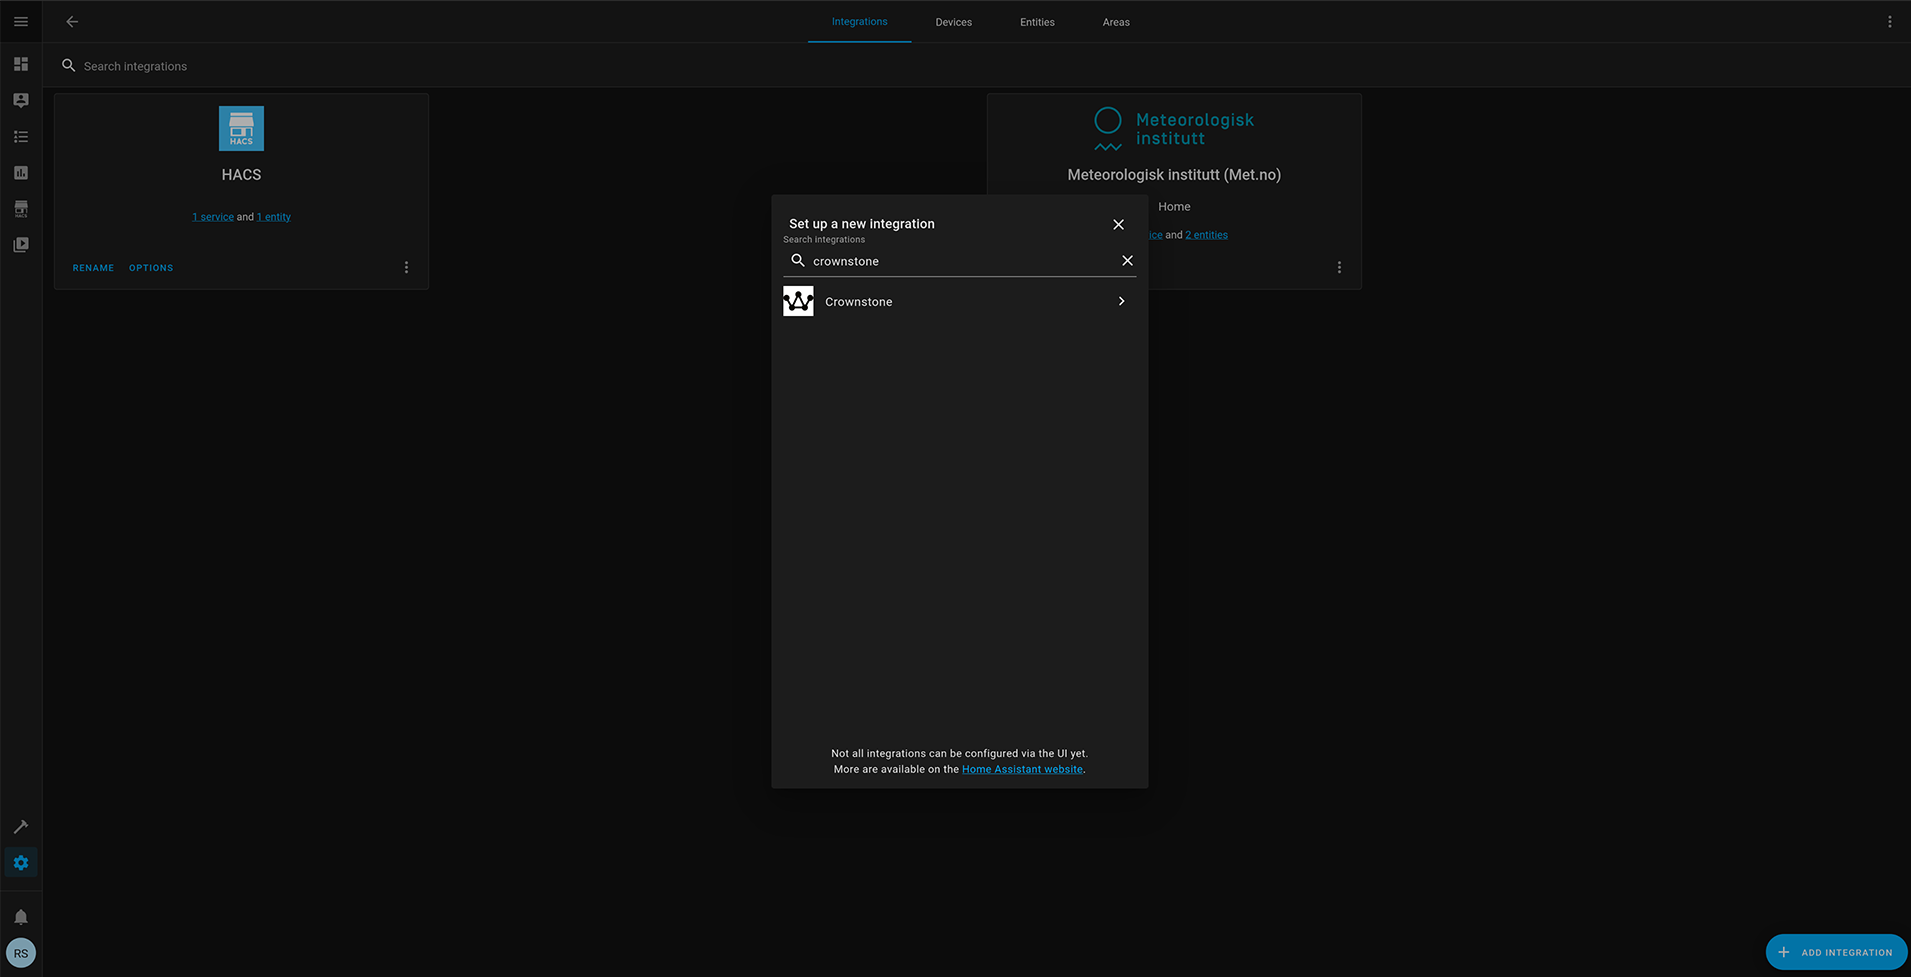 Integrations
Devices
Entities
Areas
Search integrations
HACS
HACS
1 service and 1 entity
RENAME
OPTIONS
Meteorologisk
institutt
Meteorologisk institutt (Met.no)
Home
ice and 2 entities
Set up a new integration
Search integrations
crownstone
Crownstone
Not all integrations can be configured via the UI yet.
More are available on the Home Assistant website.
HACS
RS
ADD INTEGRATION